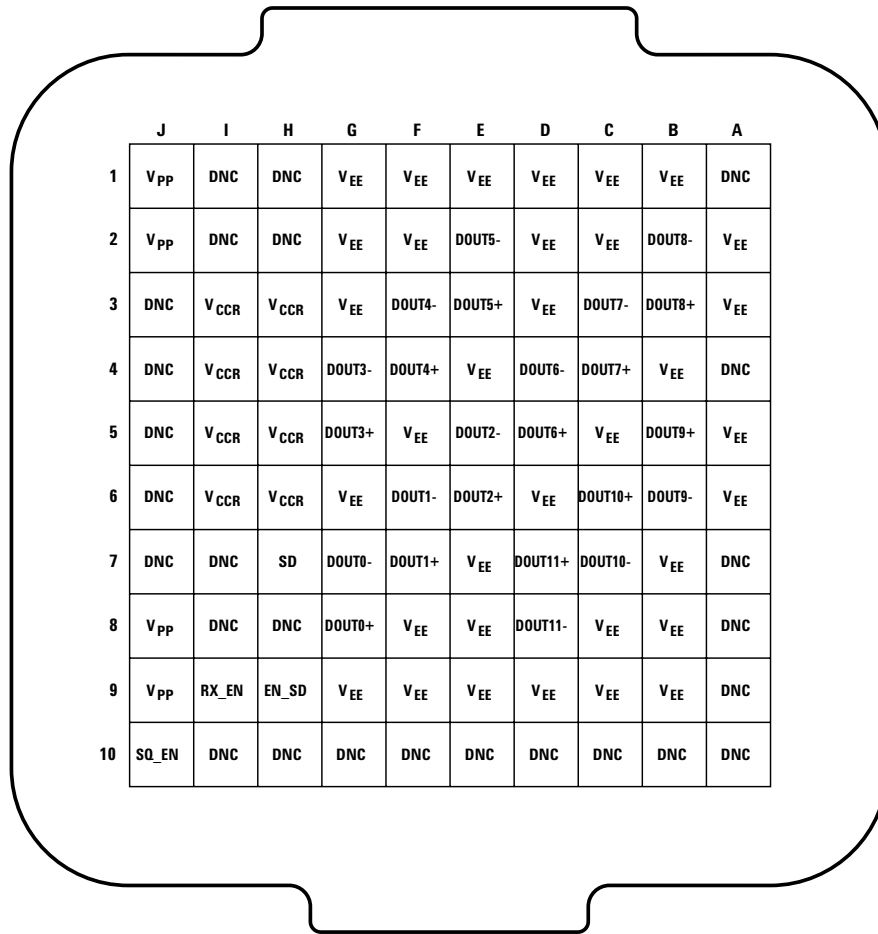 J I H G F E D C B A
1 VPP DNC DNC VEE VEE VEE VEE VEE VEE DNC
2 VPP DNC DNC VEE VEE DOUT5- VEE VEE DOUT8- VEE
3 DNC VCCR VCCR VEE DOUT4- DOUT5+ VEE DOUT7- DOUT8+ VEE
4 DNC VCCR VCCR DOUT3- DOUT4+ VEE DOUT6- DOUT7+ VEE DNC
5 DNC VCCR VCCR DOUT3+ VEE DOUT2- DOUT6+ VEE DOUT9+ VEE
6 DNC VCCR VCCR VEE DOUT1- DOUT2+ VEE DOUT10+ DOUT9- VEE
7 DNC DNC SD DOUT0- DOUT1+ VEE DOUT11+ DOUT10- VEE DNC
8 VPP DNC DNC DOUT0+ VEE VEE DOUT11- VEE VEE DNC
9 VPP RX_EN EN_SD VEE VEE VEE VEE VEE VEE DNC
10 SQ_EN DNC DNC DNC DNC DNC DNC DNC DNC DNC